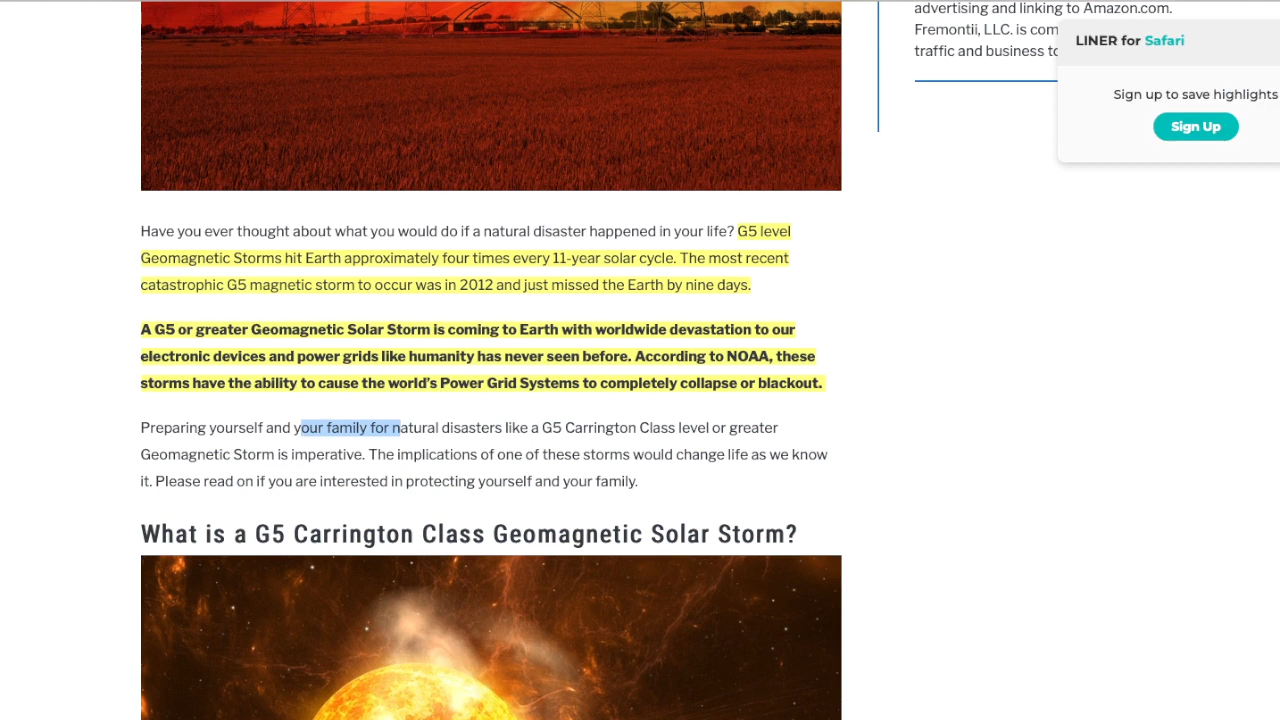 advertising and linking to Amazon.com.
Fremontii, LLC. is com
traffic and business to
LINER for Safari
Sign up to save highlights
Sign Up
Have you ever thought about what you would do if a natural disaster happened in your life? G5 level
Geomagnetic Storms hit Earth approximately four times every 11-year solar cycle. The most recent
catastrophic G5 magnetic storm to occur was in 2012 and just missed the Earth by nine days.
A G5 or greater Geomagnetic Solar Storm is coming to Earth with worldwide devastation to our
electronic devices and power grids like humanity has never seen before. According to NOAA, these
storms have the ability to cause the world’s Power Grid Systems to completely collapse or blackout.
Preparing yourself and your family for natural disasters like a G5 Carrington Class level or greater
Geomagnetic Storm is imperative. The implications of one of these storms would change life as we know
it. Please read on if you are interested in protecting yourself and your family.
What is a G5 Carrington Class Geomagnetic Solar Storm?